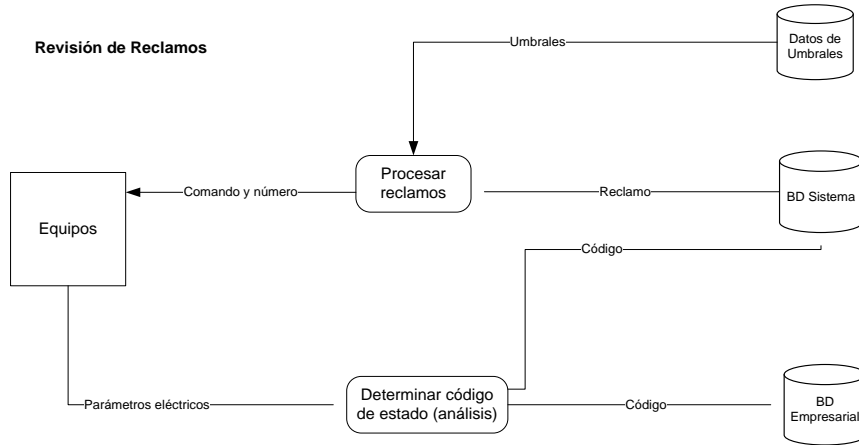 Revisión de Reclamos
Umbrales
Datos de
Umbrales
Procesar
reclamos
Comando y número
Reclamo
BD Sistema
Equipos
Código
Parámetros eléctricos
Determinar código
de estado (análisis)
Código
BD
Empresarial